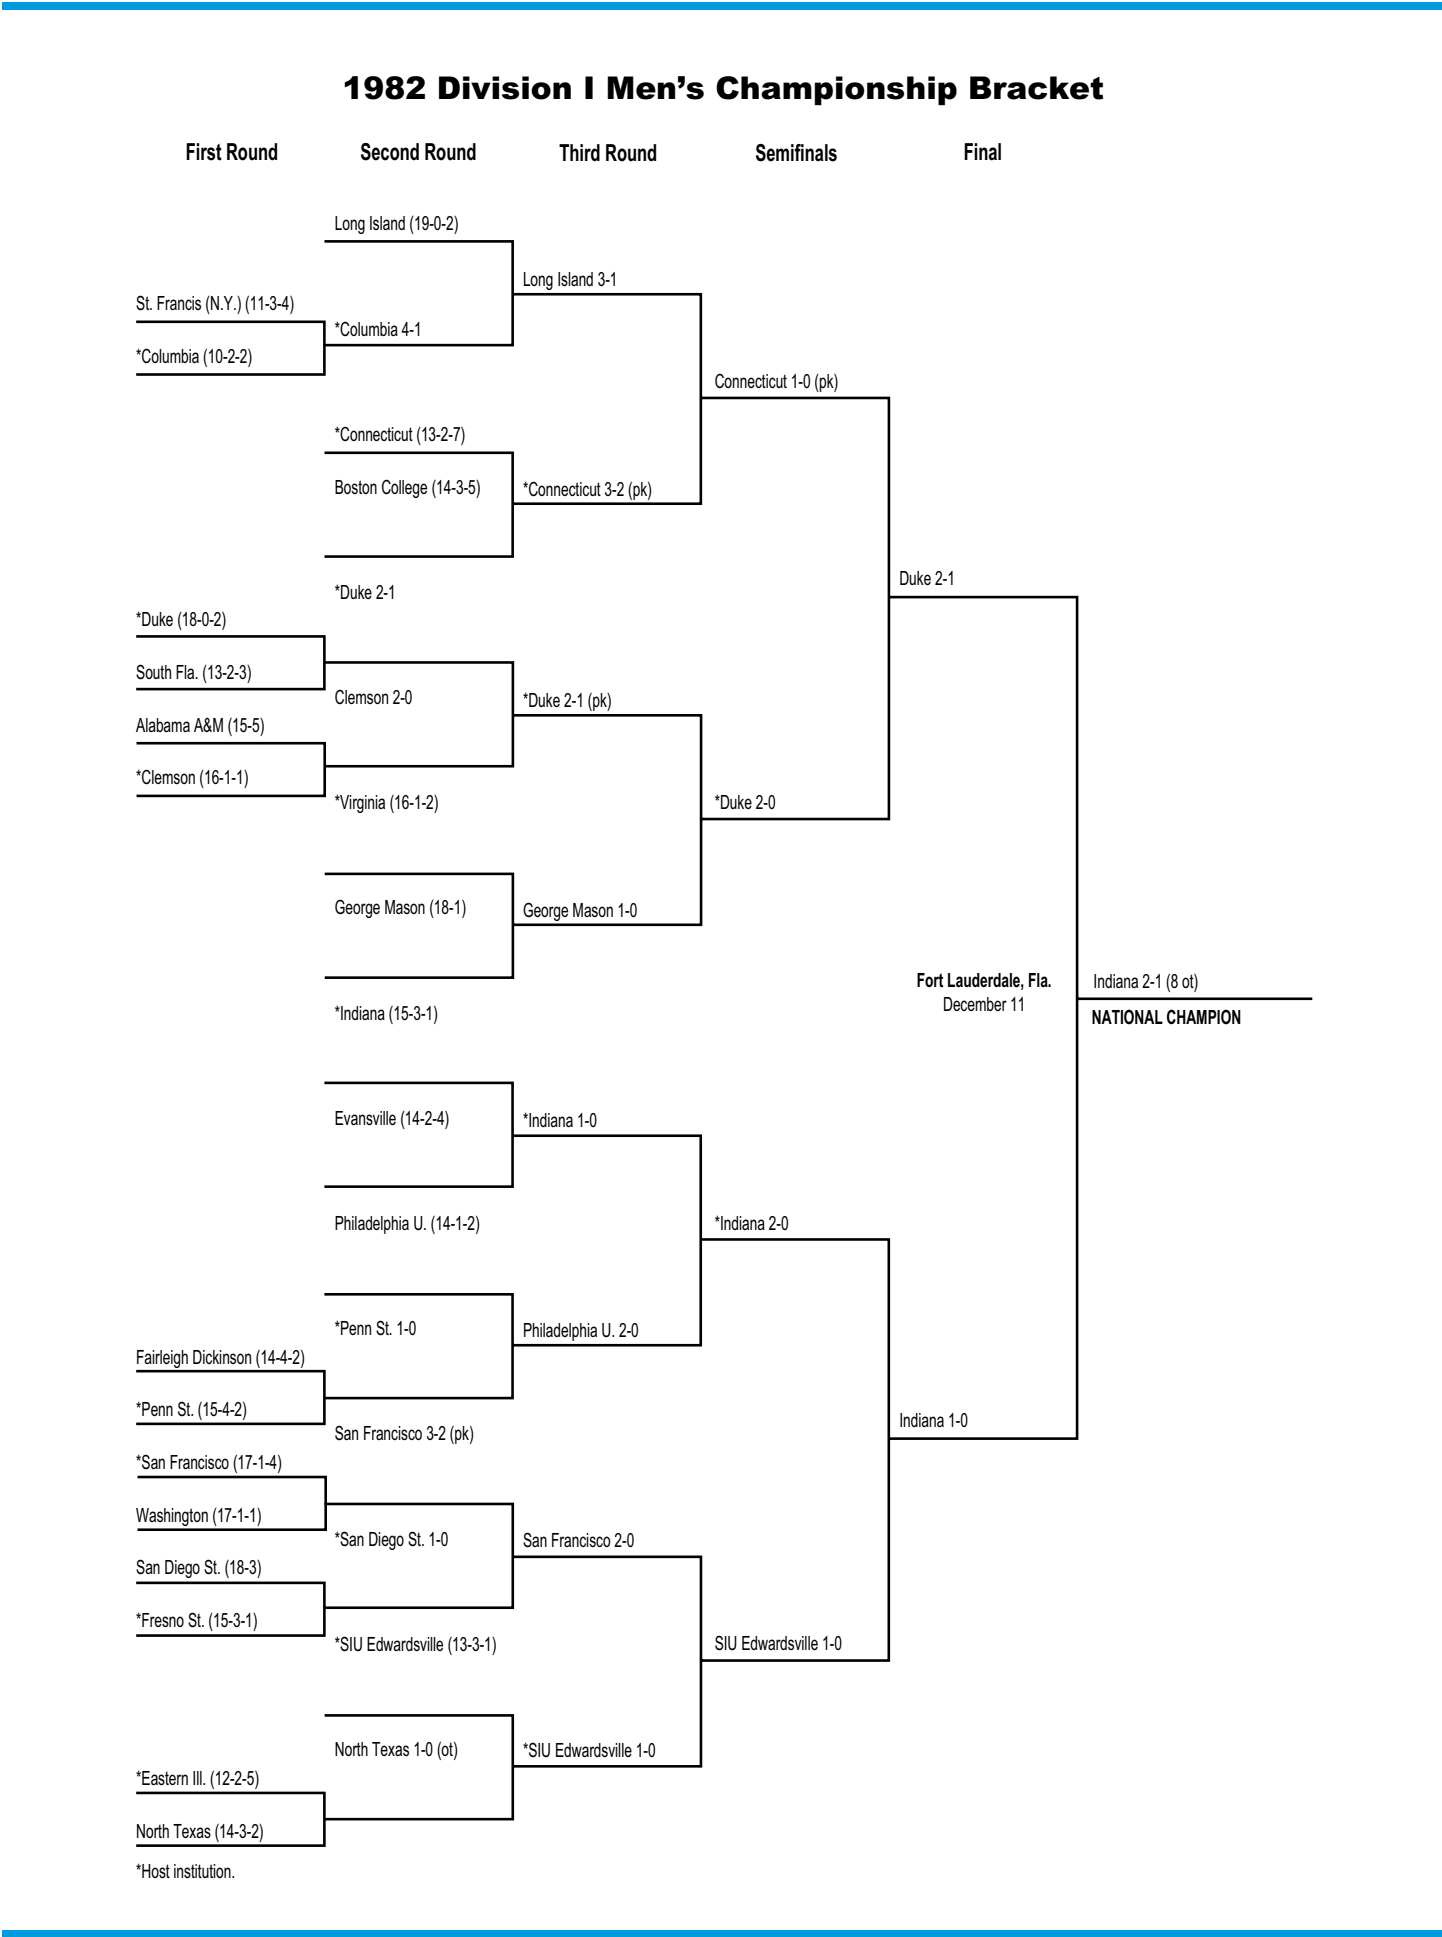 1982 Division I Men's Championship Bracket
First Round
Second Round
Third Round
Semifinals
Final
Long Island (19-0-2)
Long Island 3-1
St. Francis (N.Y.) (11-3-4)
*Columbia 4-1
*Columbia (10-2-2)
Connecticut 1-0 (pk)
*Connecticut (13-2-7)
Boston College (14-3-5)
*Connecticut 3-2 (pk)
Duke 2-1
*Duke 2-1
*Duke (18-0-2)
South Fla. (13-2-3)
Clemson 2-0
*Duke 2-1 (pk)
Alabama A&M (15-5)
*Clemson (16-1-1)
*Virginia (16-1-2)
*Duke 2-0
George Mason (18-1)
George Mason 1-0
Fort Lauderdale, Fla.
December 11
Indiana 2-1 (8 ot)
NATIONAL CHAMPION
*Indiana (15-3-1)
Evansville (14-2-4)
*Indiana 1-0
Philadelphia U. (14-1-2)
*Indiana 2-0
*Penn St. 1-0
Philadelphia U. 2-0
Fairleigh Dickinson (14-4-2)
*Penn St. (15-4-2)
Indiana 1-0
San Francisco 3-2 (pk)
*San Francisco (17-1-4)
Washington (17-1-1)
*San Diego St. 1-0
San Francisco 2-0
San Diego St. (18-3)
*Fresno St. (15-3-1)
*SIU Edwardsville (13-3-1)
SIU Edwardsville 1-0
North Texas 1-0 (ot)
*SIU Edwardsville 1-0
*Eastern Ill. (12-2-5)
North Texas (14-3-2)
*Host institution.